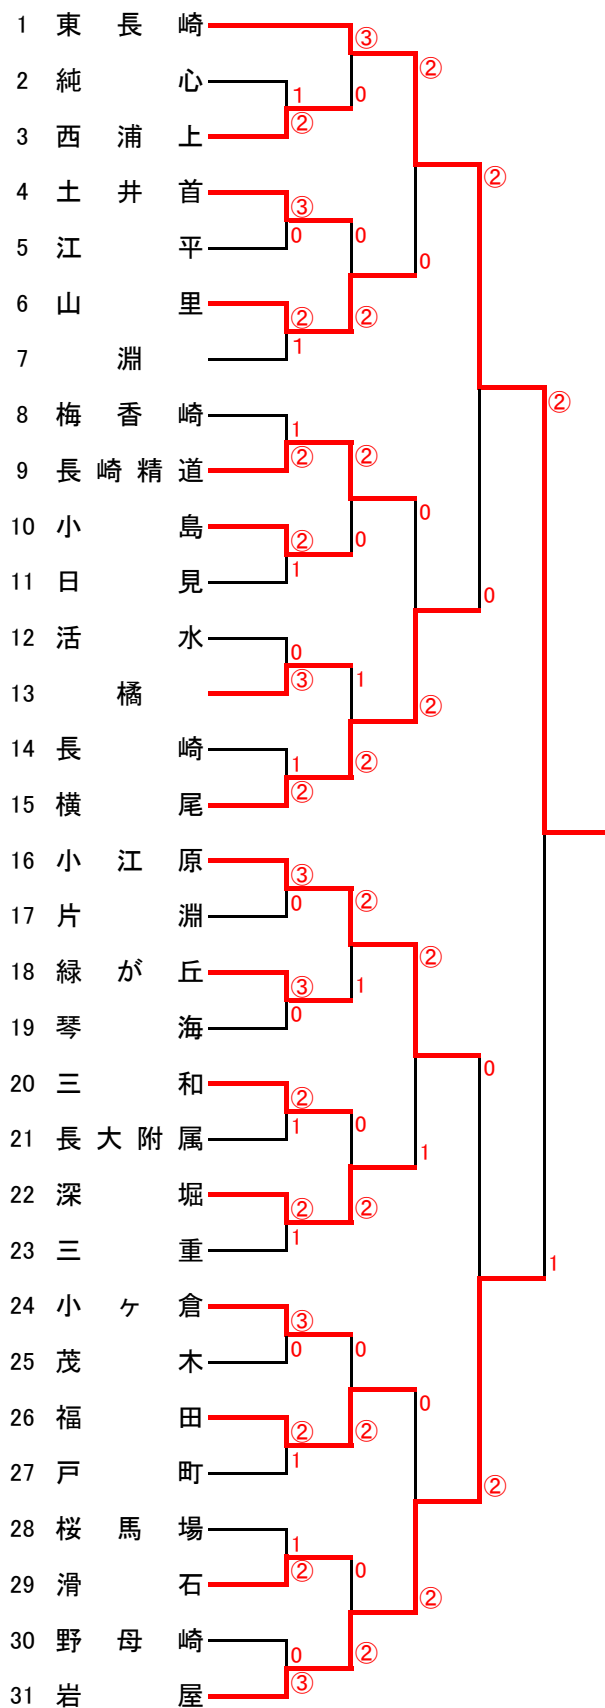 1 東長崎
③
②
2 純心
1
0
②
3 西浦上
②
4 土井首
③
0
0
0
5 江平
6 山里
②
②
1
7 淵
②
8 梅香崎
1
②
②
0
9 長崎精道
10 小島
②
0
1
11 日見
0
12 活水
0
③
1
13 橘
②
14 長崎
1
②
②
15 横尾
16 小江原
③
②
0
17 片淵
②
18 緑が丘
③
1
0
19 琴海
0
20 三和
②
0
1
1
21 長大附属
22 深堀
②
②
1
23 三重
1
24 小ヶ倉
③
0
0
25 茂木
0
26 福田
②
②
1
27 戸町
②
28 桜馬場
1
②
0
29 滑石
②
30 野母崎
0
②
③
31 岩屋